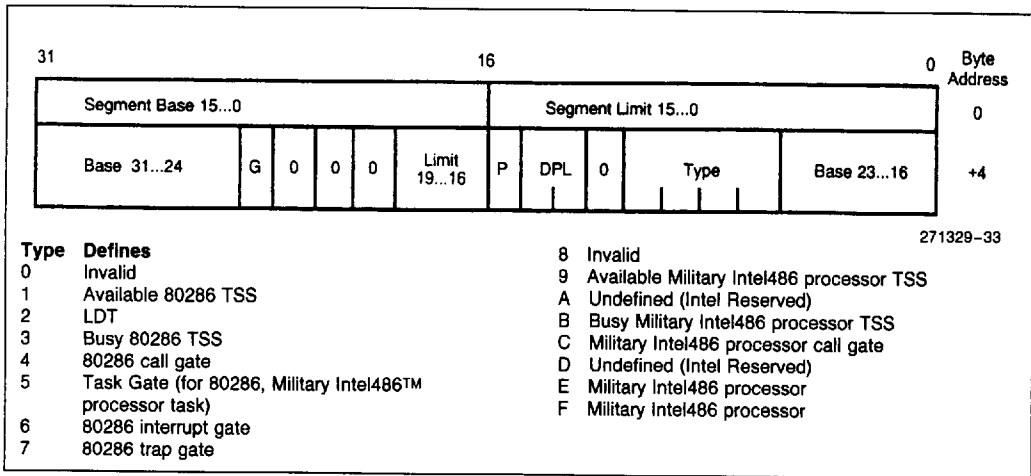 31 16 0 Byte
Address
Segment Base 15...0 Segment Limit 15...0 0
Base 31...24 G 0 0 0 Limit
19...16 P DPL 0 Type Base 23...16 +4
271329-33
Type Defines
0 Invalid
1 Available 80286 TSS
2 LDT
3 Busy 80286 TSS
4 80286 call gate
5 Task Gate (for 80286, Military Intel486™
processor task)
6 80286 interrupt gate
7 80286 trap gate
8 Invalid
9 Available Military Intel486 processor TSS
A Undefined (Intel Reserved)
B Busy Military Intel486 processor TSS
C Military Intel486 processor call gate
D Undefined (Intel Reserved)
E Military Intel486 processor
F Military Intel486 processor